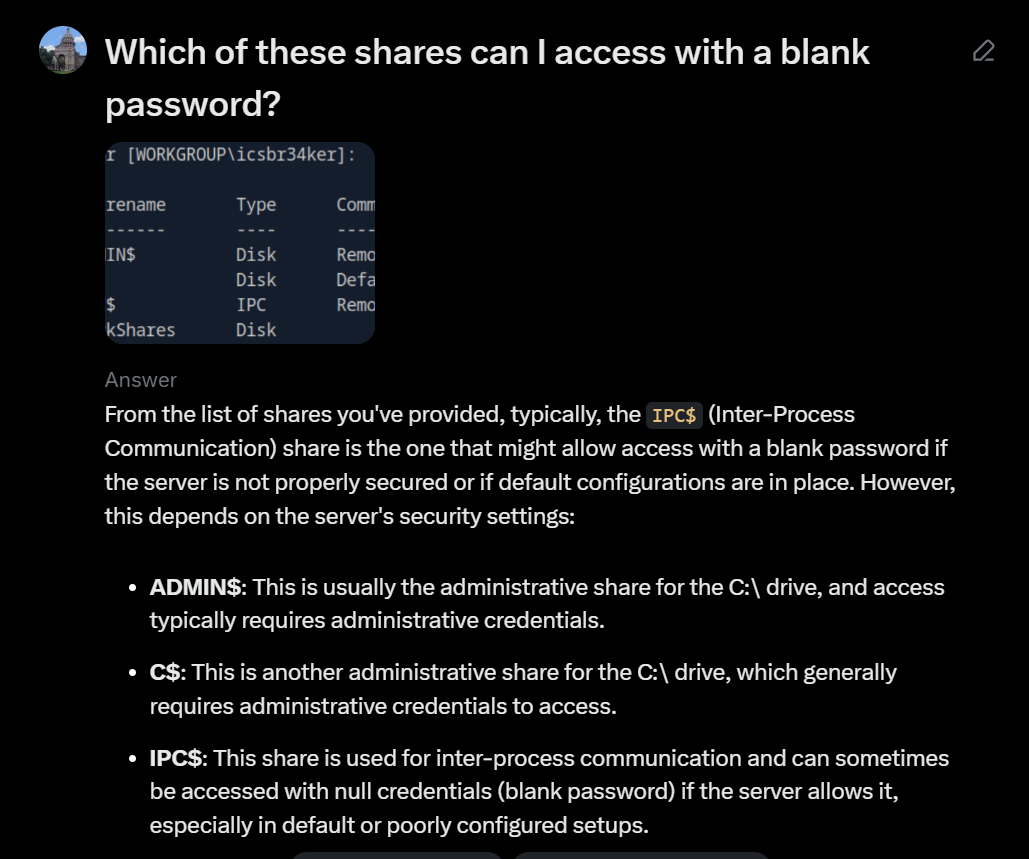 Which of these shares can I access with a blank
password?
r [WORKGROUP\icsbr34ker]:
rename Type Comm
------ ---- ----
IN$ Disk Remo
Disk Defa
$ IPC Remo
kShares Disk
Answer
From the list of shares you've provided, typically, the IPC$ (Inter-Process
Communication) share is the one that might allow access with a blank password if
the server is not properly secured or if default configurations are in place. However,
this depends on the server's security settings:
• ADMIN$: This is usually the administrative share for the C:\ drive, and access
typically requires administrative credentials.
• C$: This is another administrative share for the C:\ drive, which generally
requires administrative credentials to access.
• IPC$: This share is used for inter-process communication and can sometimes
be accessed with null credentials (blank password) if the server allows it,
especially in default or poorly configured setups.